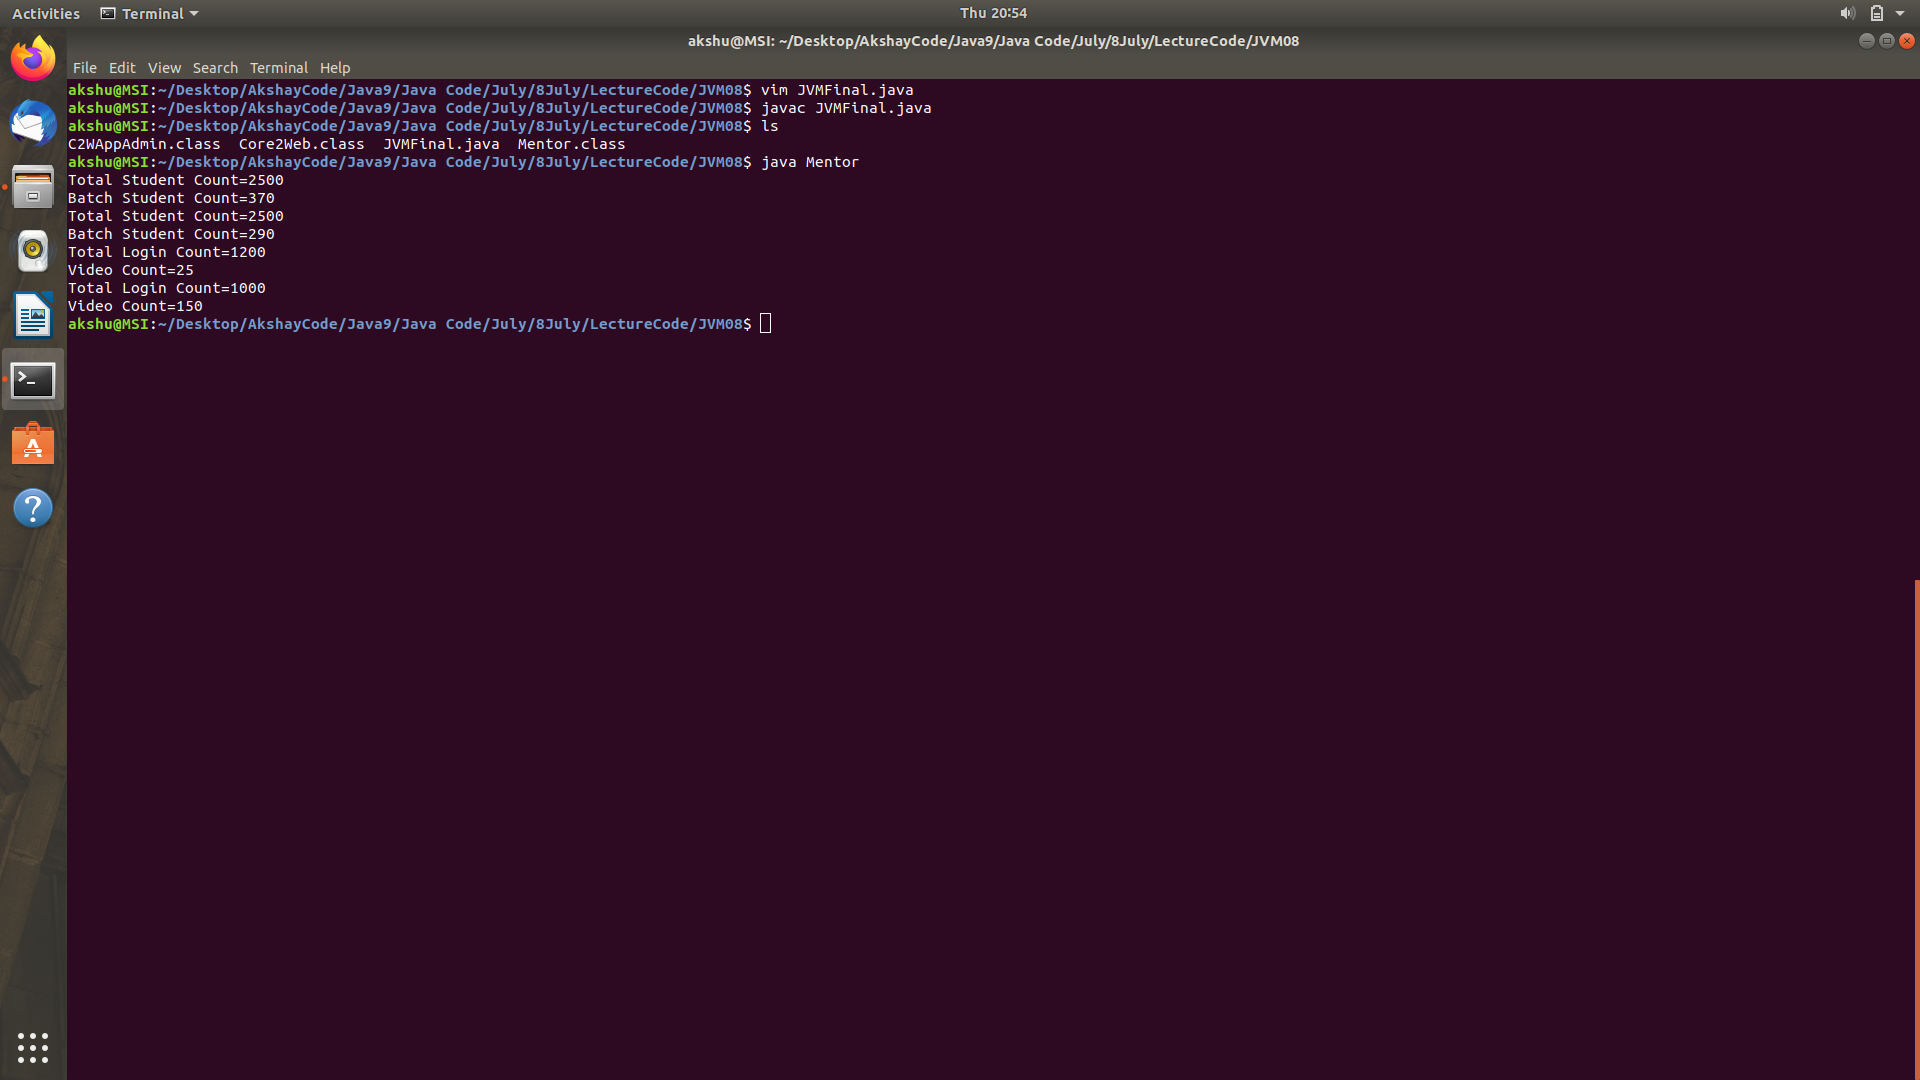 Activities Terminal Thu 20:54
akshu@MSI: ~/Desktop/AkshayCode/Java9/Java Code/July/8July/LectureCode/JVM08
File Edit View Search Terminal Help
akshu@MSI:~/Desktop/AkshayCode/Java9/Java Code/July/8July/LectureCode/JVM08$ vim JVMFinal.java
akshu@MSI:~/Desktop/AkshayCode/Java9/Java Code/July/8July/LectureCode/JVM08$ javac JVMFinal.java
akshu@MSI:~/Desktop/AkshayCode/Java9/Java Code/July/8July/LectureCode/JVM08$ ls
C2WAppAdmin.class  Core2Web.class  JVMFinal.java  Mentor.class
akshu@MSI:~/Desktop/AkshayCode/Java9/Java Code/July/8July/LectureCode/JVM08$ java Mentor
Total Student Count=2500
Batch Student Count=370
Total Student Count=2500
Batch Student Count=290
Total Login Count=1200
Video Count=25
Total Login Count=1000
Video Count=150
akshu@MSI:~/Desktop/AkshayCode/Java9/Java Code/July/8July/LectureCode/JVM08$